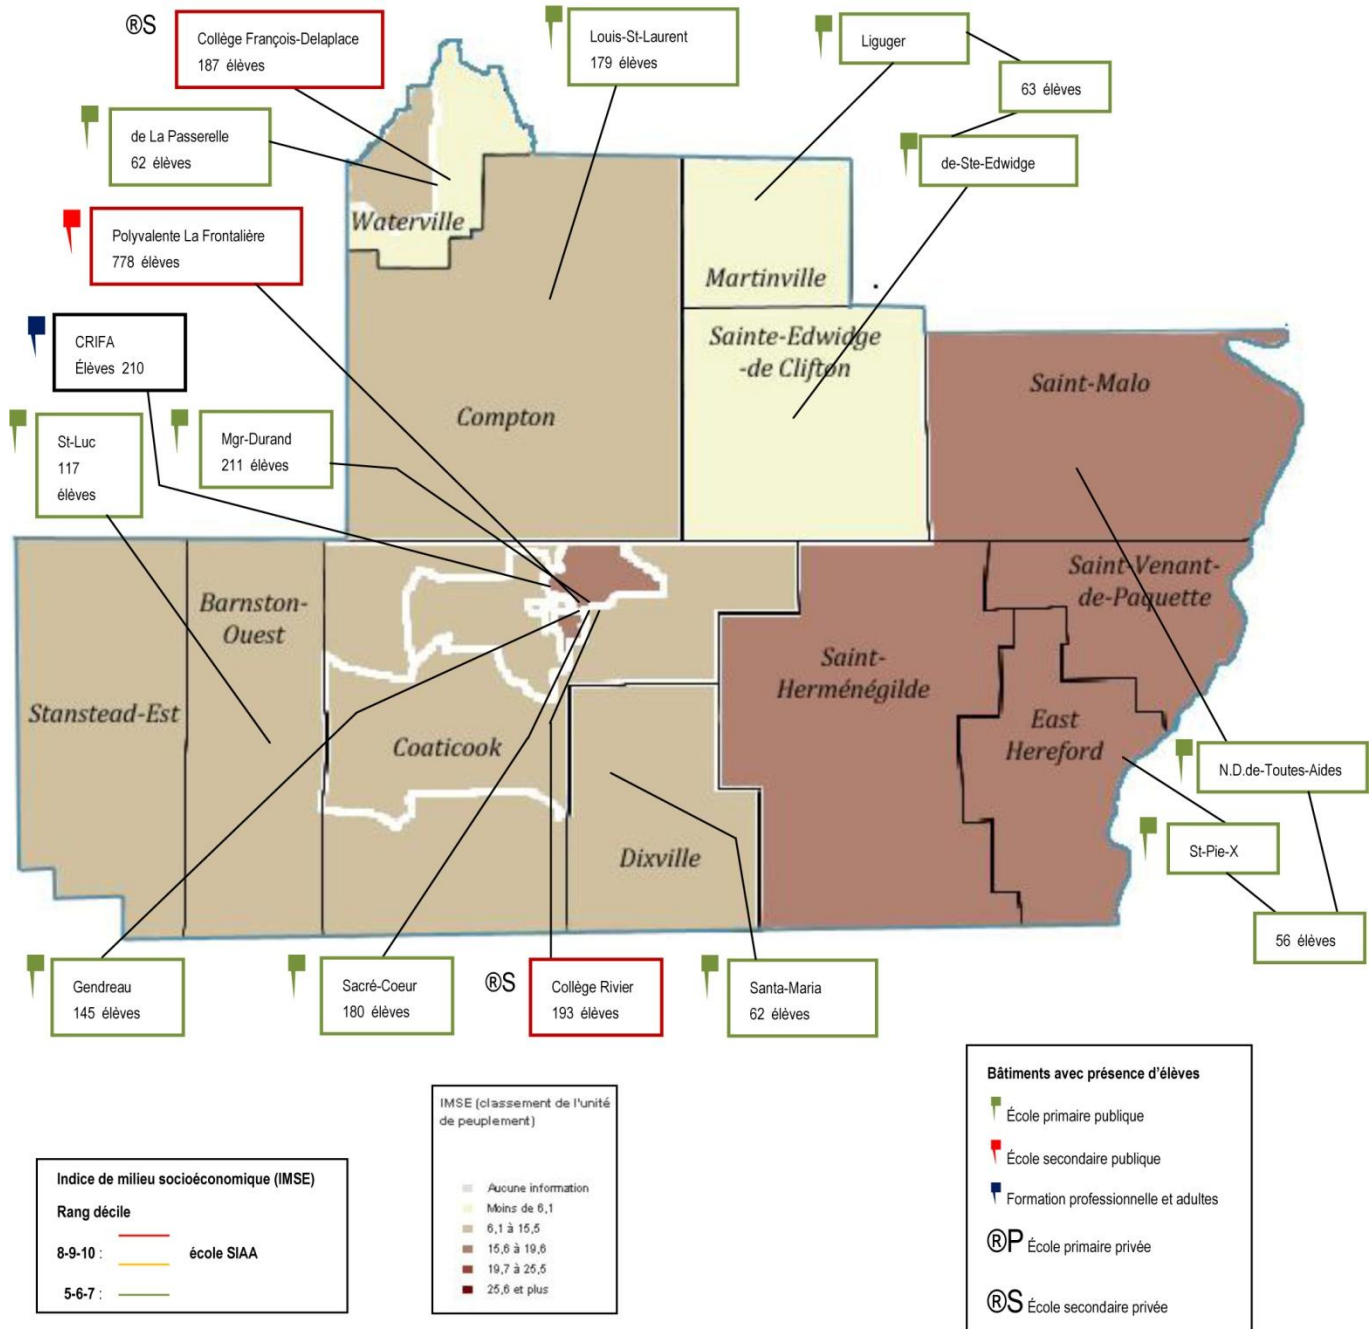 ®S
Collège François-Delaplace
187 élèves
Louis-St-Laurent
179 élèves
Liguger
63 élèves
de La Passerelle
62 élèves
de-Ste-Edwidge
Polyvalente La Frontalière
778 élèves
Waterville
Martinville
CRIFA
Élèves 210
Sainte-Edwidge
-de Clifton
Saint-Malo
Compton
St-Luc
117
élèves
Mgr-Durand
211 élèves
Barnston-
Ouest
Saint-Venant-
de-Paquette
Saint-
Herménégilde
Stanstead-Est
Coaticook
East
Hereford
N.D.de-Toutes-Aides
Dixville
St-Pie-X
56 élèves
Gendreau
145 élèves
Sacré-Coeur
180 élèves
®S
Collège Rivier
193 élèves
Santa-Maria
62 élèves
Indice de milieu socioéconomique (IMSE)
Rang décile
8-9-10 :
école SIAA
5-6-7 :
IMSE (classement de l'unité
de peuplement)
Aucune information
Moins de 6,1
6,1 à 15,5
15,6 à 19,6
19,7 à 25,5
25,6 et plus
Bâtiments avec présence d'élèves
École primaire publique
École secondaire publique
Formation professionnelle et adultes
®P École primaire privée
®S École secondaire privée